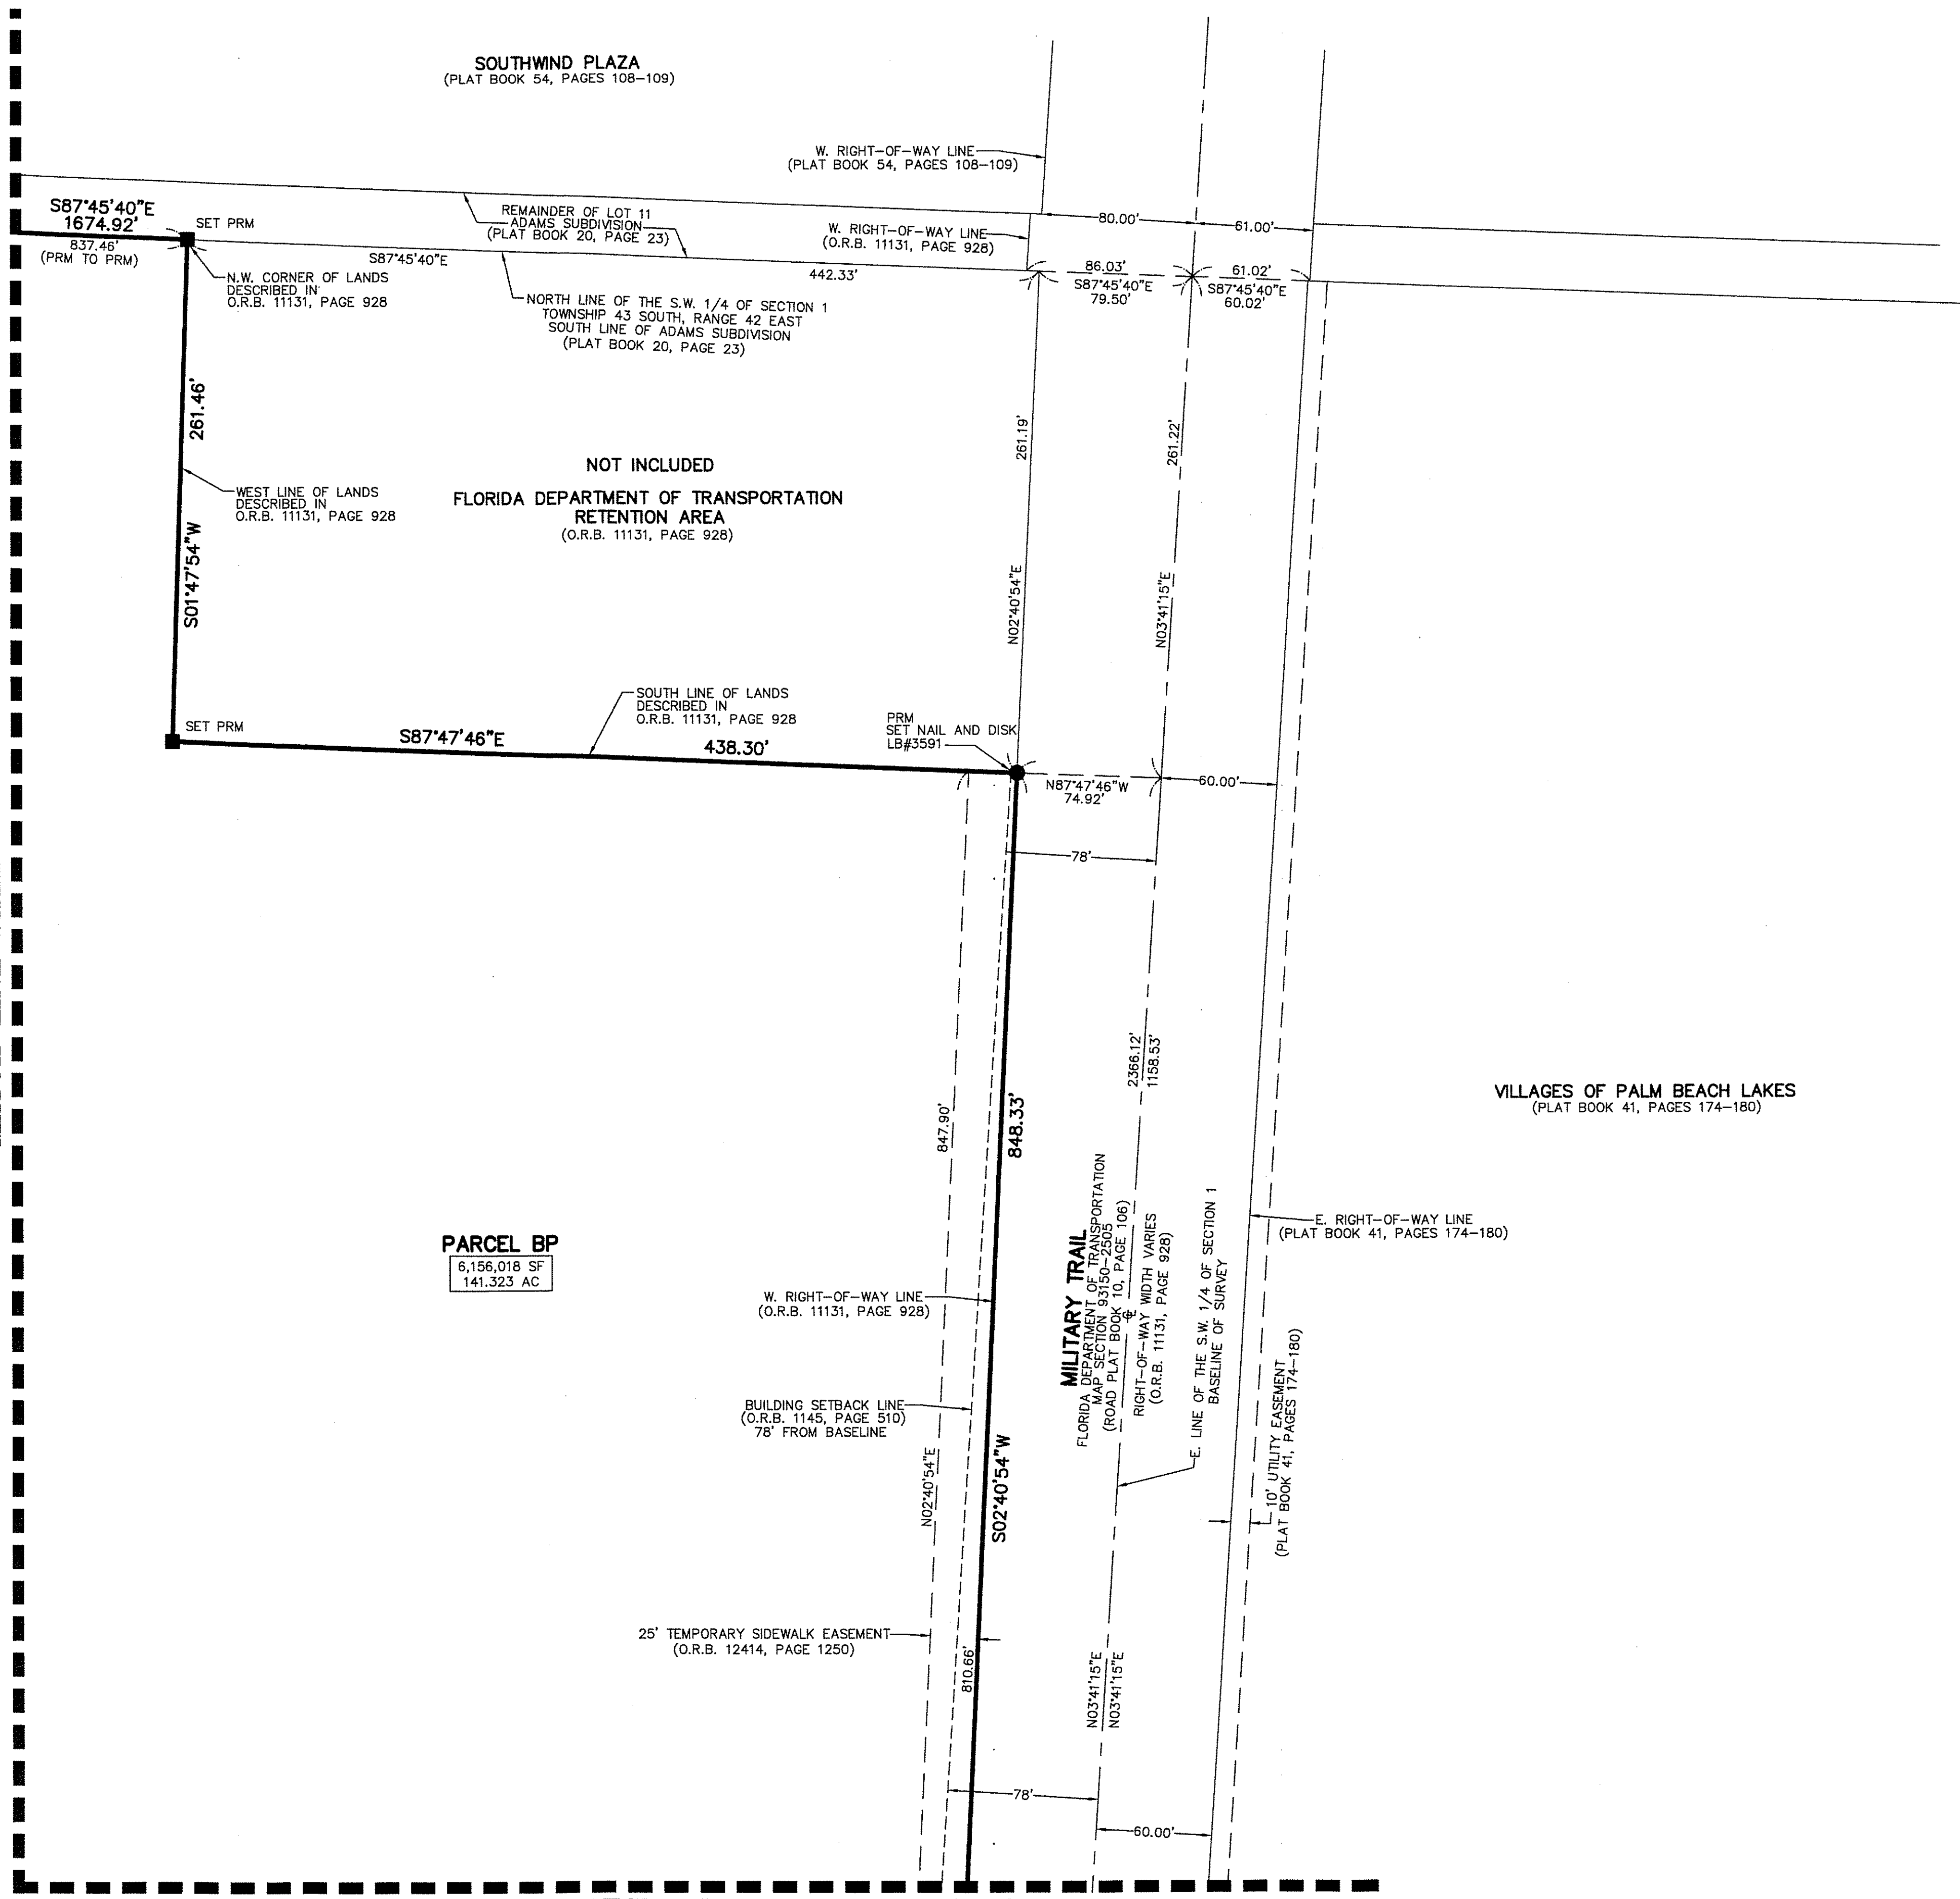 SOUTHWIND PLAZA
(PLAT BOOK 54, PAGES 108-109)
W. RIGHT-OF-WAY LINE
(PLAT BOOK 54, PAGES 108-109)
S87°45'40"E
1674.92'
837.46'
(PRM TO PRM)
SET PRM
REMAINDER OF LOT 11
ADAMS SUBDIVISION
(PLAT BOOK 20, PAGE 23)
W. RIGHT-OF-WAY LINE
(O.R.B. 11131, PAGE 928)
80.00'
61.00'
N.W. CORNER OF LANDS
DESCRIBED IN
O.R.B. 11131, PAGE 928
S87°45'40"E
442.33'
86.03'
S87°45'40"E
79.50'
61.02'
S87°45'40"E
60.02'
NORTH LINE OF THE S.W. 1/4 OF SECTION 1
TOWNSHIP 43 SOUTH, RANGE 42 EAST
SOUTH LINE OF ADAMS SUBDIVISION
(PLAT BOOK 20, PAGE 23)
261.46'
S01°47'54"W
WEST LINE OF LANDS
DESCRIBED IN
O.R.B. 11131, PAGE 928
NOT INCLUDED
FLORIDA DEPARTMENT OF TRANSPORTATION
RETENTION AREA
(O.R.B. 11131, PAGE 928)
261.19'
N02°40'54"E
261.22'
N03°41'15"E
SET PRM
S87°47'46"E
438.30'
SOUTH LINE OF LANDS
DESCRIBED IN
O.R.B. 11131, PAGE 928
PRM
SET NAIL AND DISK
LB#3591
N87°47'46"W
74.92'
60.00'
78'
847.90'
848.33'
2366.12'
1158.53'
VILLAGES OF PALM BEACH LAKES
(PLAT BOOK 41, PAGES 174-180)
PARCEL BP
6,156,018 SF
141.323 AC
W. RIGHT-OF-WAY LINE
(O.R.B. 11131, PAGE 928)
MILITARY TRAIL
FLORIDA DEPARTMENT OF TRANSPORTATION
MAP SECTION 93150-2505
(ROAD PLAT BOOK 10, PAGE 106)
RIGHT-OF-WAY WIDTH VARIES
(O.R.B. 11131, PAGE 928)
E. LINE OF THE S.W. 1/4 OF SECTION 1
BASELINE OF SURVEY
E. RIGHT-OF-WAY LINE
(PLAT BOOK 41, PAGES 174-180)
BUILDING SETBACK LINE
(O.R.B. 1145, PAGE 510)
78' FROM BASELINE
N02°40'54"E
S02°40'54"W
10' UTILITY EASEMENT
(PLAT BOOK 41, PAGES 174-180)
25' TEMPORARY SIDEWALK EASEMENT
(O.R.B. 12414, PAGE 1250)
810.66'
N03°41'15"E
N03°41'15"E
78'
60.00'